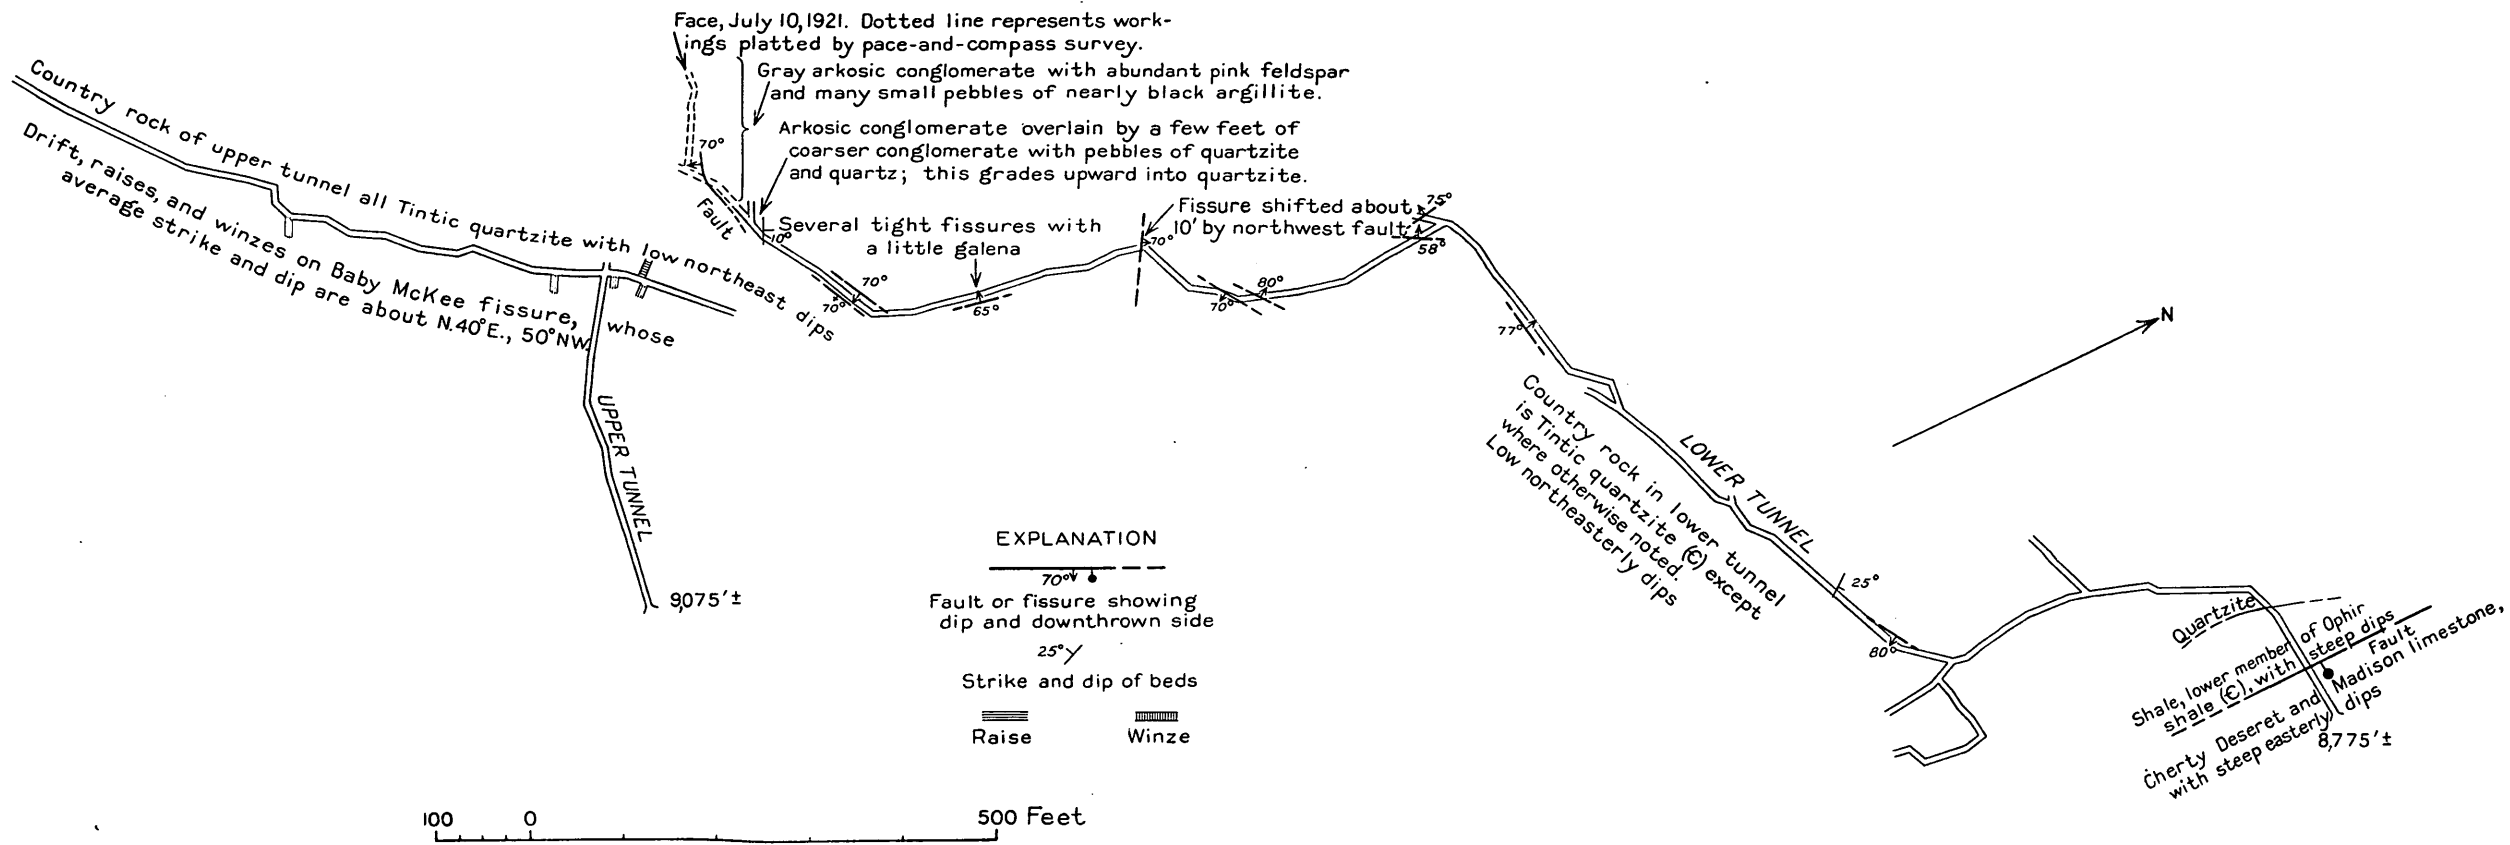 Face, July 10, 1921. Dotted line represents work-
ings platted by pace-and-compass survey.
Gray arkosic conglomerate with abundant pink feldspar
and many small pebbles of nearly black argillite.
Arkosic conglomerate overlain by a few feet of
coarser conglomerate with pebbles of quartzite
and quartz; this grades upward into quartzite.
Country rock of upper tunnel all Tintic quartzite with low northeast dips
Drift, raises, and winzes on Baby McKee fissure, whose
average strike and dip are about N.40°E., 50°NW.
70°
Fault
10°
Several tight fissures with
a little galena
70°
70°
65°
Fissure shifted about
10' by northwest fault
70°
75°
58°
80°
70°
77°
N
UPPER TUNNEL
9,075'±
Country rock in lower tunnel
is Tintic quartzite (Є) except
where otherwise noted.
Low northeasterly dips
LOWER TUNNEL
25°
80°
Quartzite
Shale, lower member of Ophir
shale (Є), with steep dips
Fault
Cherty Deseret and Madison limestone,
with steep easterly dips
8,775'±
EXPLANATION
70°
Fault or fissure showing
dip and downthrown side
25°
Strike and dip of beds
Raise
Winze
100 0 500 Feet